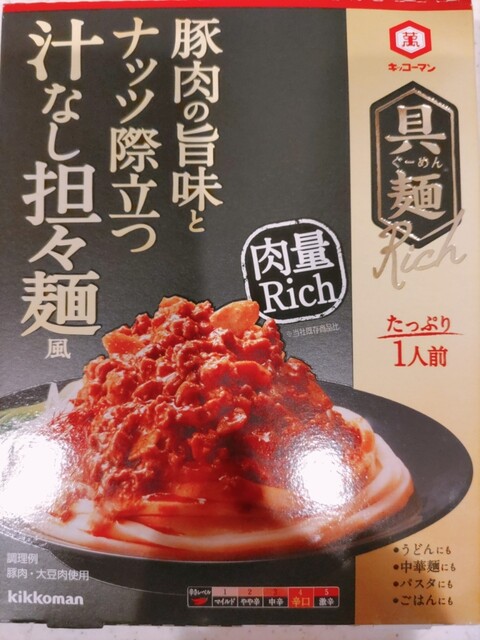 豚肉の旨味と
ナッツ際立つ
汁なし担々麺風
萬
キッコーマン
具麺
ぐーめん
Rich
肉量
Rich
※当社既存商品比
たっぷり
1人前
調理例
豚肉・大豆肉使用
kikkoman
辛さレベル
1 2 3 4 5
マイルド やや辛 中辛 辛口 激辛
●うどんにも
●中華麺にも
●パスタにも
●ごはんにも